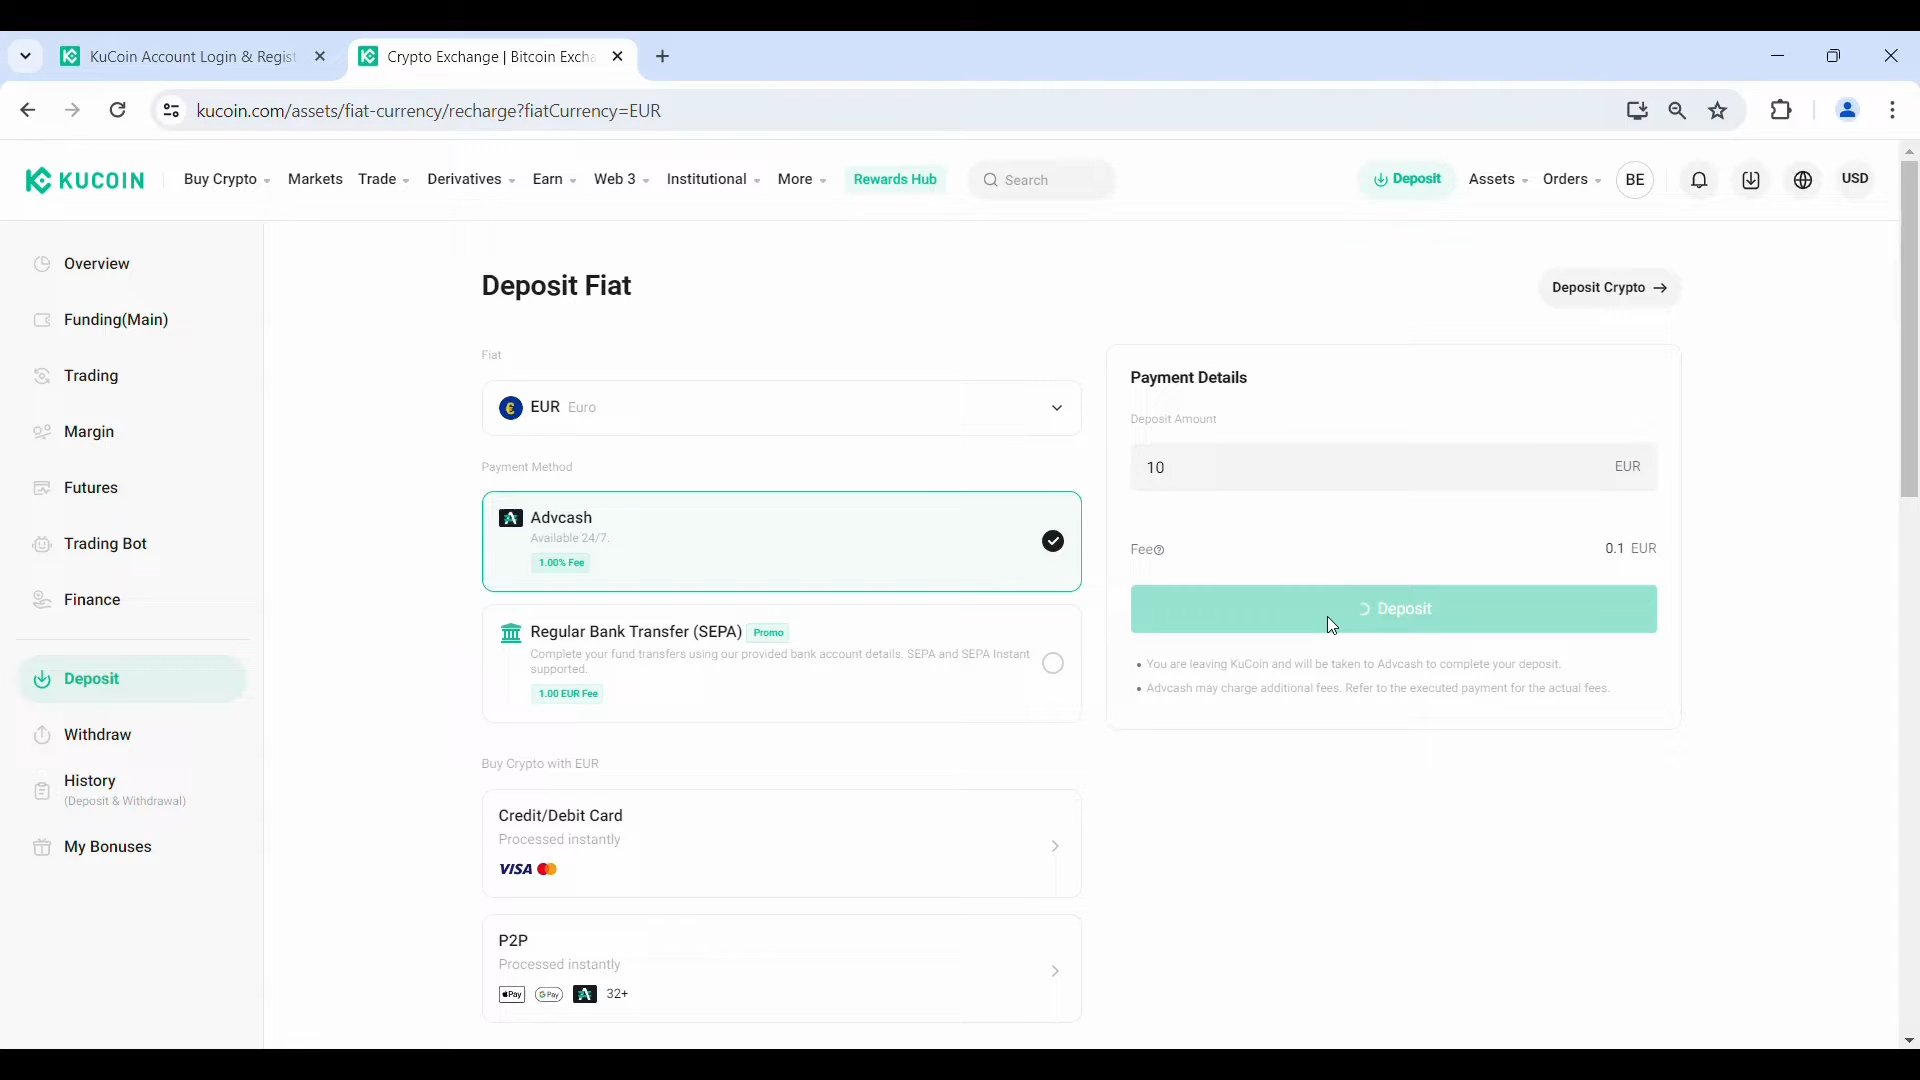 KuCoin Account Login & Regist
Crypto Exchange | Bitcoin Excha
kucoin.com/assets/fiat-currency/recharge?fiatCurrency=EUR
KUCOIN
Buy Crypto
Markets
Trade
Derivatives
Earn
Web 3
Institutional
More
Rewards Hub
Search
Deposit
Assets
Orders
BE
USD
Overview
Funding(Main)
Trading
Margin
Futures
Trading Bot
Finance
Deposit
Withdraw
History
(Deposit & Withdrawal)
My Bonuses
Deposit Fiat
Deposit Crypto
Fiat
EUR Euro
Payment Method
Advcash
Available 24/7.
1.00% Fee
Regular Bank Transfer (SEPA) Promo
Complete your fund transfers using our provided bank account details. SEPA and SEPA Instant
supported.
1.00 EUR Fee
Buy Crypto with EUR
Credit/Debit Card
Processed instantly
VISA
P2P
Processed instantly
Pay G Pay 32+
Payment Details
Deposit Amount
10 EUR
Fee 0.1 EUR
Deposit
• You are leaving KuCoin and will be taken to Advcash to complete your deposit.
• Advcash may charge additional fees. Refer to the executed payment for the actual fees.